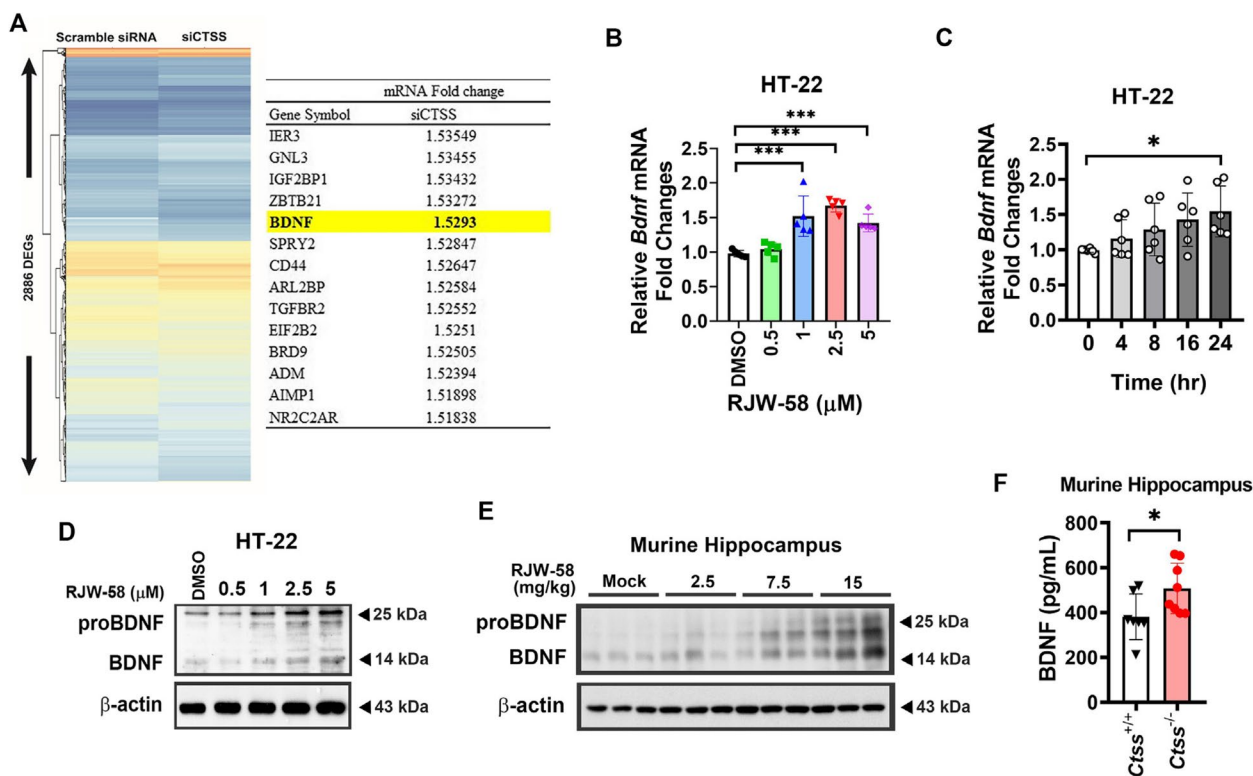 A
Scramble siRNA siCTSS
2886 DEGs
mRNA Fold change
Gene Symbol siCTSS
IER3 1.53549
GNL3 1.53455
IGF2BP1 1.53432
ZBTB21 1.53272
BDNF 1.5293
SPRY2 1.52847
CD44 1.52647
ARL2BP 1.52584
TGFBR2 1.52552
EIF2B2 1.5251
BRD9 1.52505
ADM 1.52394
AIMP1 1.51898
NR2C2AR 1.51838
B
HT-22
Relative Bdnf mRNA
Fold Changes
***
***
***
2.5
2.0
1.5
1.0
0.5
0.0
DMSO 0.5 1 2.5 5
RJW-58 (μM)
C
HT-22
Relative Bdnf mRNA
Fold Changes
*
2.5
2.0
1.5
1.0
0.5
0.0
0 4 8 16 24
Time (hr)
D
HT-22
RJW-58 (μM) DMSO 0.5 1 2.5 5
proBDNF 25 kDa
BDNF 14 kDa
β-actin 43 kDa
E
Murine Hippocampus
RJW-58
(mg/kg) Mock 2.5 7.5 15
proBDNF 25 kDa
BDNF 14 kDa
β-actin 43 kDa
F
Murine Hippocampus
BDNF (pg/mL)
*
800
600
400
200
0
Ctss+/+ Ctss-/-